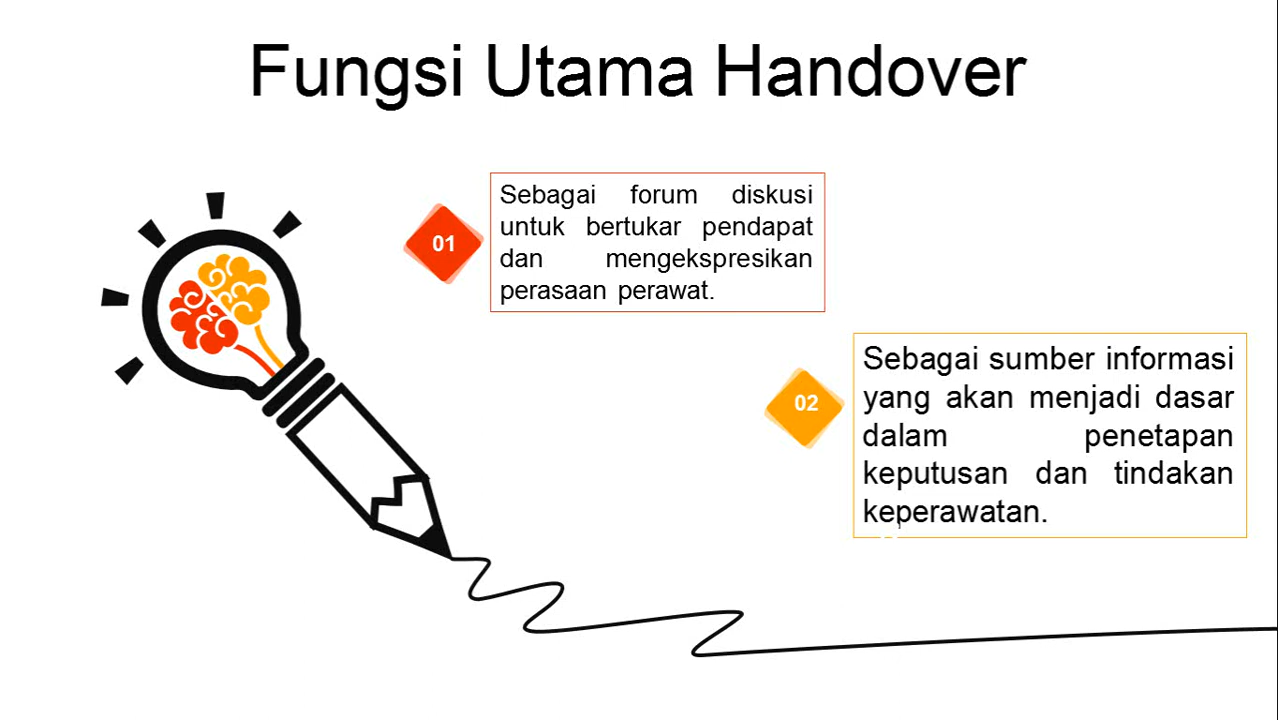 Fungsi Utama Handover
01
Sebagai forum diskusi
untuk bertukar pendapat
dan mengekspresikan
perasaan perawat.
02
Sebagai sumber informasi
yang akan menjadi dasar
dalam penetapan
keputusan dan tindakan
keperawatan.